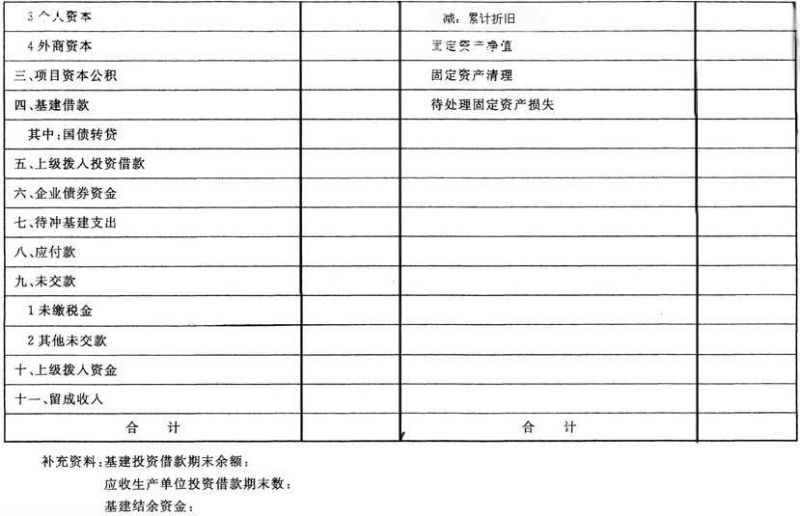 3 个人资本 减：累计折旧
4 外商资本 固定资产净值
三、项目资本公积 固定资产清理
四、基建借款 待处理固定资产损失
其中：国债转贷
五、上级拨入投资借款
六、企业债券资金
七、待冲基建支出
八、应付款
九、未交款
1 未缴税金
2 其他未交款
十、上级拨入资金
十一、留成收入
合 计 合 计
补充资料：基建投资借款期末余额：
应收生产单位投资借款期末数：
基建结余资金：